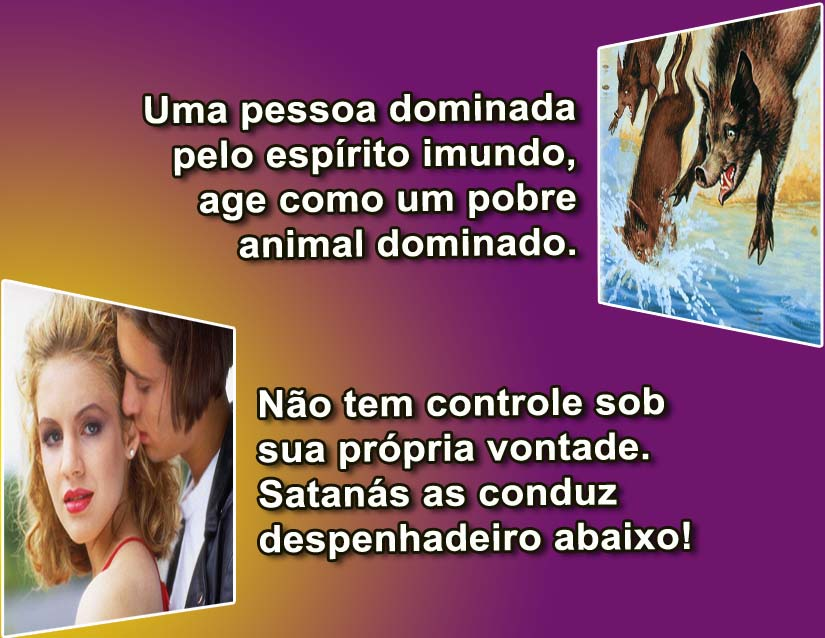 Uma pessoa dominada
pelo espírito imundo,
age como um pobre
animal dominado.
Não tem controle sob
sua própria vontade.
Satanás as conduz
despenhadeiro abaixo!